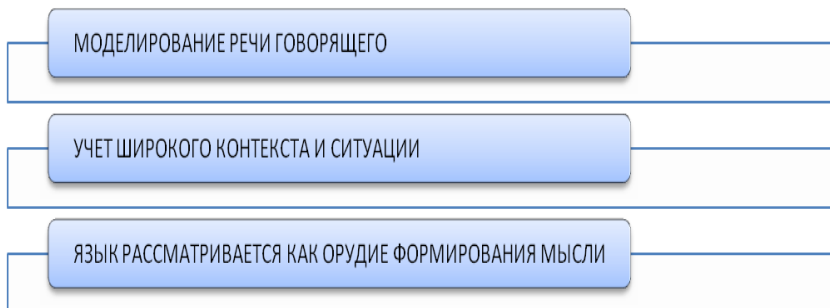 МОДЕЛИРОВАНИЕ РЕЧИ ГОВОРЯЩЕГО
УЧЕТ ШИРОКОГО КОНТЕКСТА И СИТУАЦИИ
ЯЗЫК РАССМАТРИВАЕТСЯ КАК ОРУДИЕ ФОРМИРОВАНИЯ МЫСЛИ